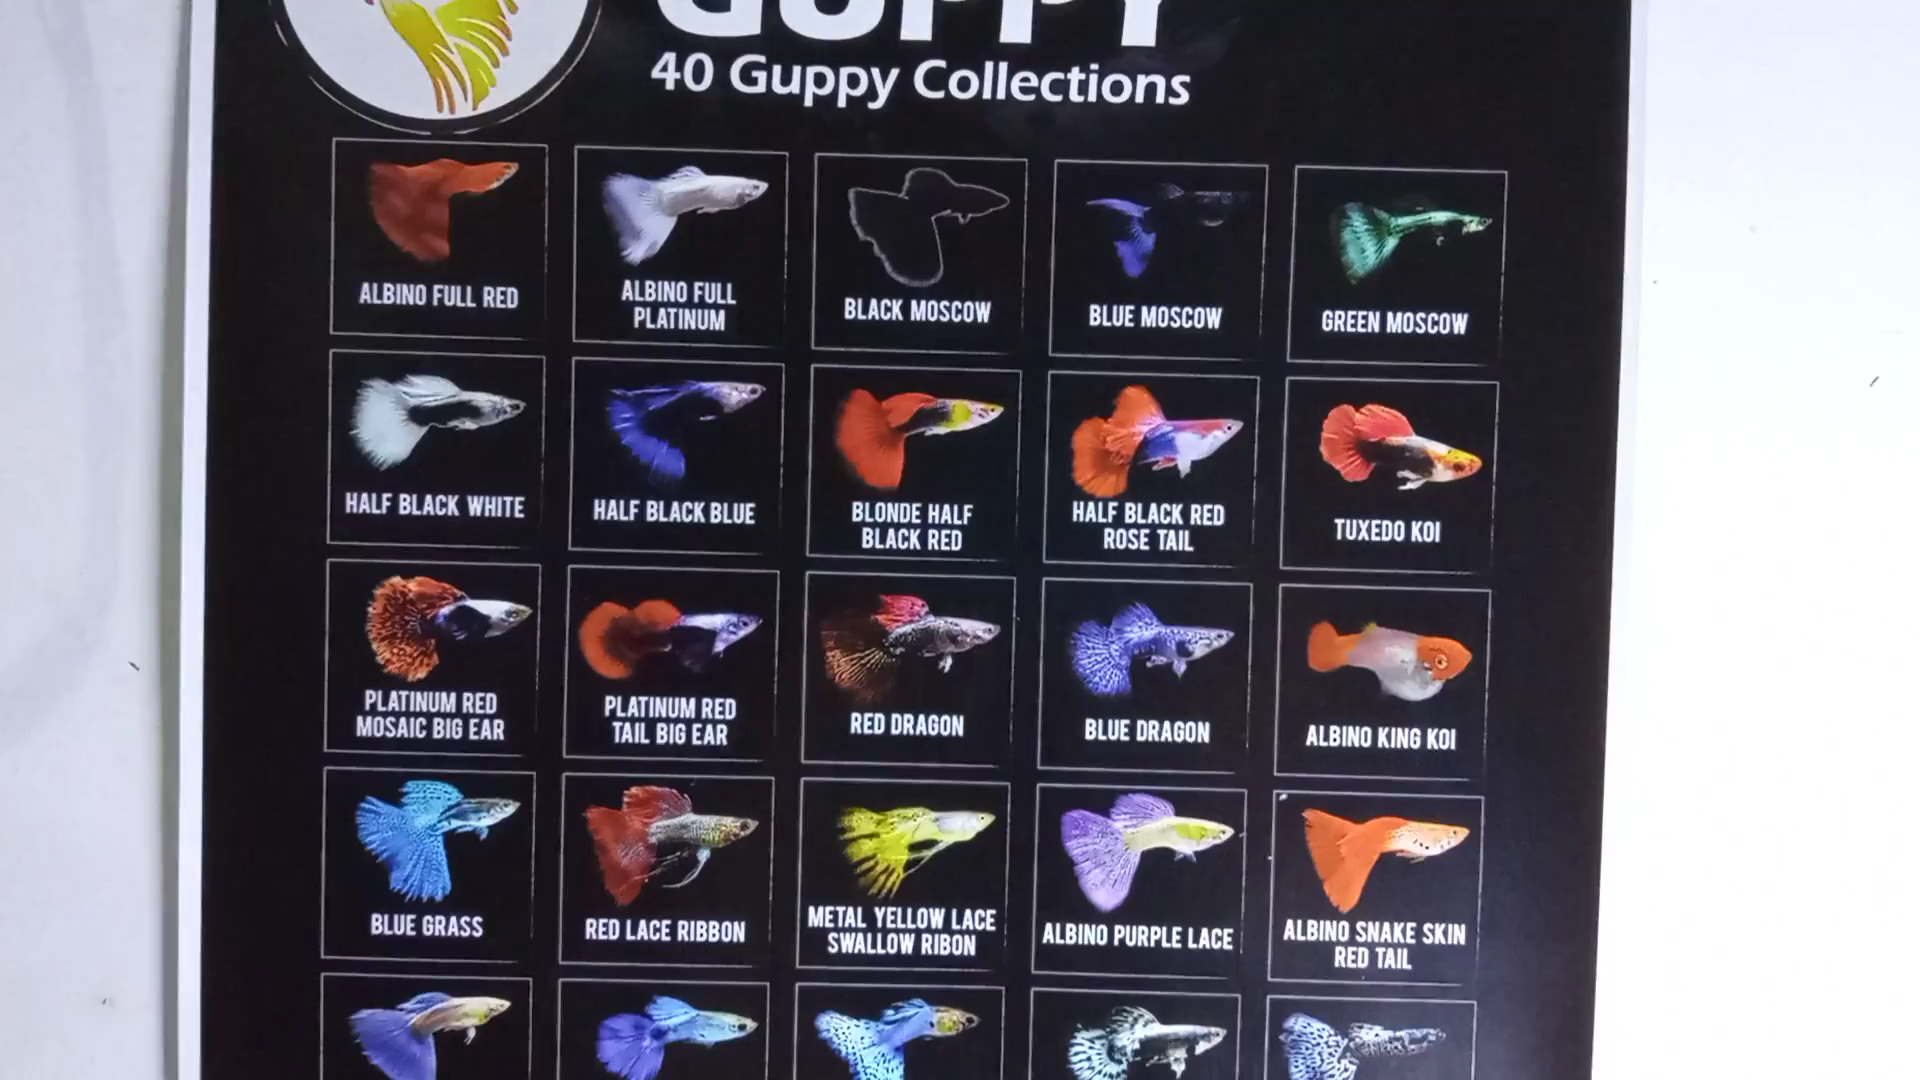 GUPPY
40 Guppy Collections
ALBINO FULL RED
ALBINO FULL
PLATINUM
BLACK MOSCOW
BLUE MOSCOW
GREEN MOSCOW
HALF BLACK WHITE
HALF BLACK BLUE
BLONDE HALF
BLACK RED
HALF BLACK RED
ROSE TAIL
TUXEDO KOI
PLATINUM RED
MOSAIC BIG EAR
PLATINUM RED
TAIL BIG EAR
RED DRAGON
BLUE DRAGON
ALBINO KING KOI
BLUE GRASS
RED LACE RIBBON
METAL YELLOW LACE
SWALLOW RIBON
ALBINO PURPLE LACE
ALBINO SNAKE SKIN
RED TAIL